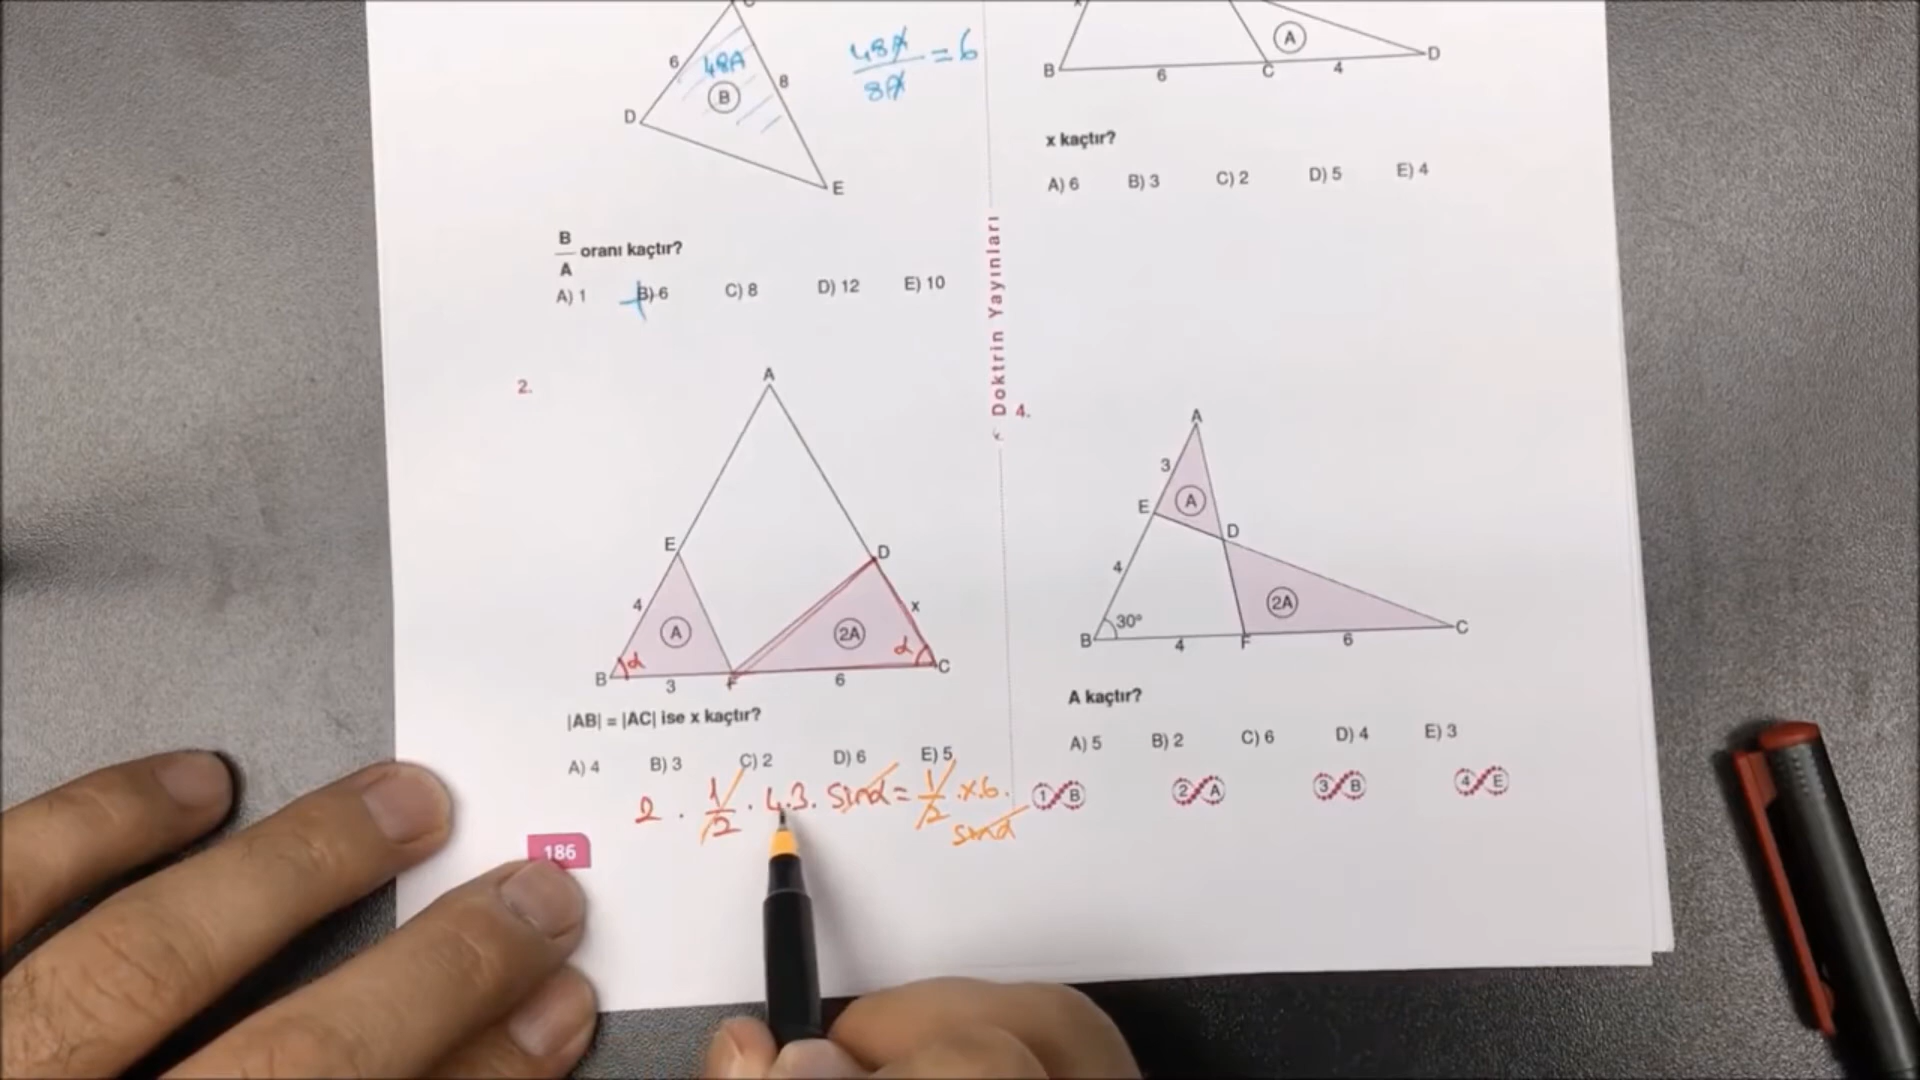 C
6
48A
B
8
D
E
48A/8A = 6
B/A oranı kaçtır?
A) 1 B) 6 C) 8 D) 12 E) 10
A
B 6 C 4 D
x kaçtır?
A) 6 B) 3 C) 2 D) 5 E) 4
Doktrin Yayınları
2.
A
E D
4 x
A 2A
α α
B 3 F 6 C
|AB| = |AC| ise x kaçtır?
A) 4 B) 3 C) 2 D) 6 E) 5
2 . 1/2 . 4.3. sinα = 1/2 .x.6.
sinα
186
4.
A
3
A
E
D
4
2A
30°
B 4 F 6 C
A kaçtır?
A) 5 B) 2 C) 6 D) 4 E) 3
1 B 2 A 3 B 4 E